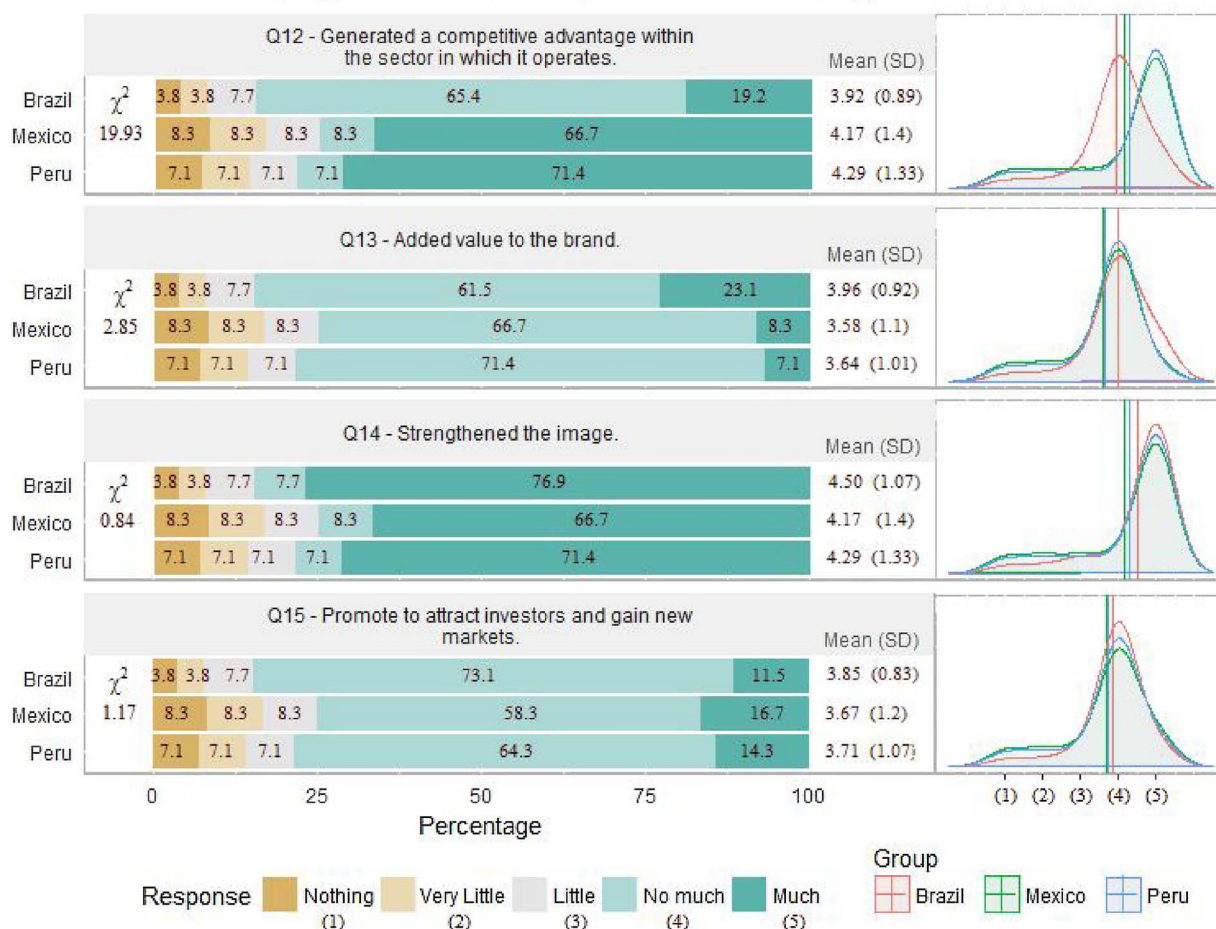 Q12 - Generated a competitive advantage within
the sector in which it operates.
Mean (SD)
Brazil 3.8 3.8 7.7 65.4 19.2 3.92 (0.89)
χ²
Mexico 19.93 8.3 8.3 8.3 8.3 66.7 4.17 (1.4)
Peru 7.1 7.1 7.1 7.1 71.4 4.29 (1.33)
Q13 - Added value to the brand.
Mean (SD)
Brazil 3.8 3.8 7.7 61.5 23.1 3.96 (0.92)
χ²
Mexico 2.85 8.3 8.3 8.3 66.7 8.3 3.58 (1.1)
Peru 7.1 7.1 7.1 71.4 7.1 3.64 (1.01)
Q14 - Strengthened the image.
Mean (SD)
Brazil 3.8 3.8 7.7 7.7 76.9 4.50 (1.07)
χ²
Mexico 0.84 8.3 8.3 8.3 8.3 66.7 4.17 (1.4)
Peru 7.1 7.1 7.1 7.1 71.4 4.29 (1.33)
Q15 - Promote to attract investors and gain new
markets.
Mean (SD)
Brazil 3.8 3.8 7.7 73.1 11.5 3.85 (0.83)
χ²
Mexico 1.17 8.3 8.3 8.3 58.3 16.7 3.67 (1.2)
Peru 7.1 7.1 7.1 64.3 14.3 3.71 (1.07)
0 25 50 75 100 (1) (2) (3) (4) (5)
Percentage
Group
Response Nothing Very Little Little No much Much Brazil Mexico Peru
(1) (2) (3) (4) (5)